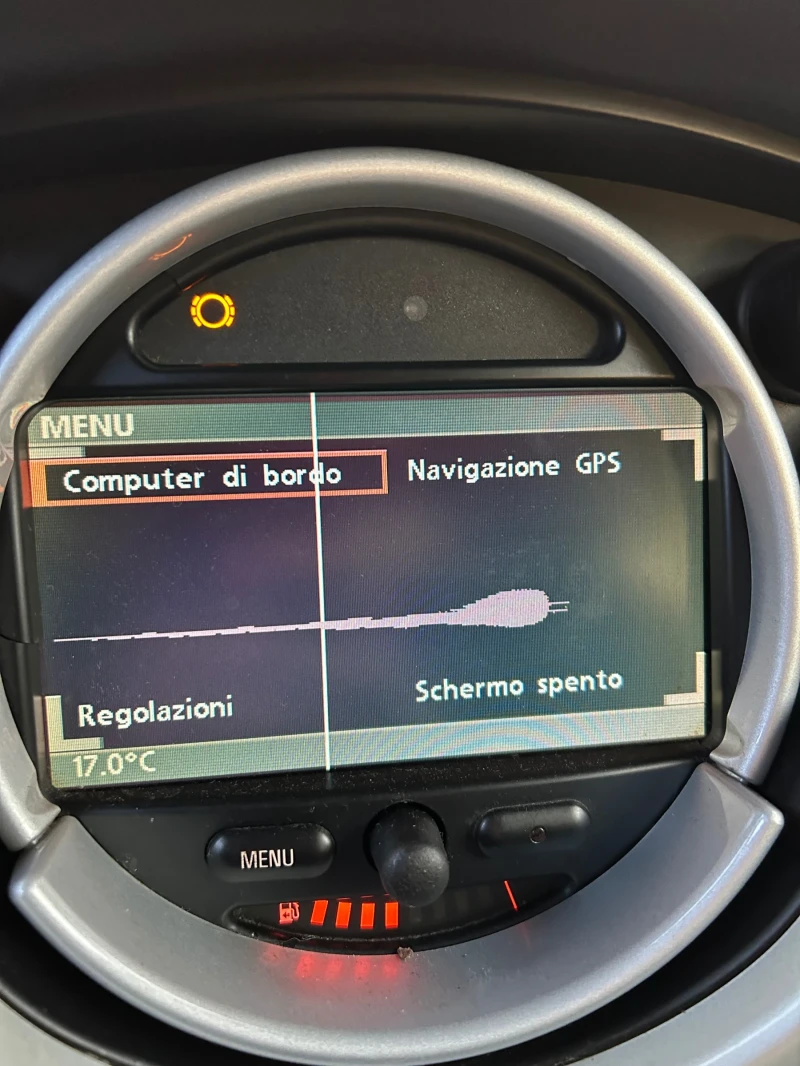 MENU
Computer di bordo
Navigazione GPS
Regolazioni
Schermo spento
17.0°C
MENU